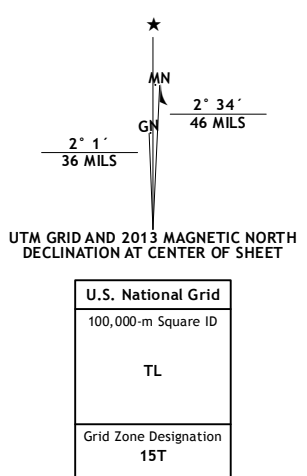 ★
MN
GN
2° 34´
46 MILS
2° 1´
36 MILS
UTM GRID AND 2013 MAGNETIC NORTH
DECLINATION AT CENTER OF SHEET
U.S. National Grid
100,000-m Square ID
TL
Grid Zone Designation
15T